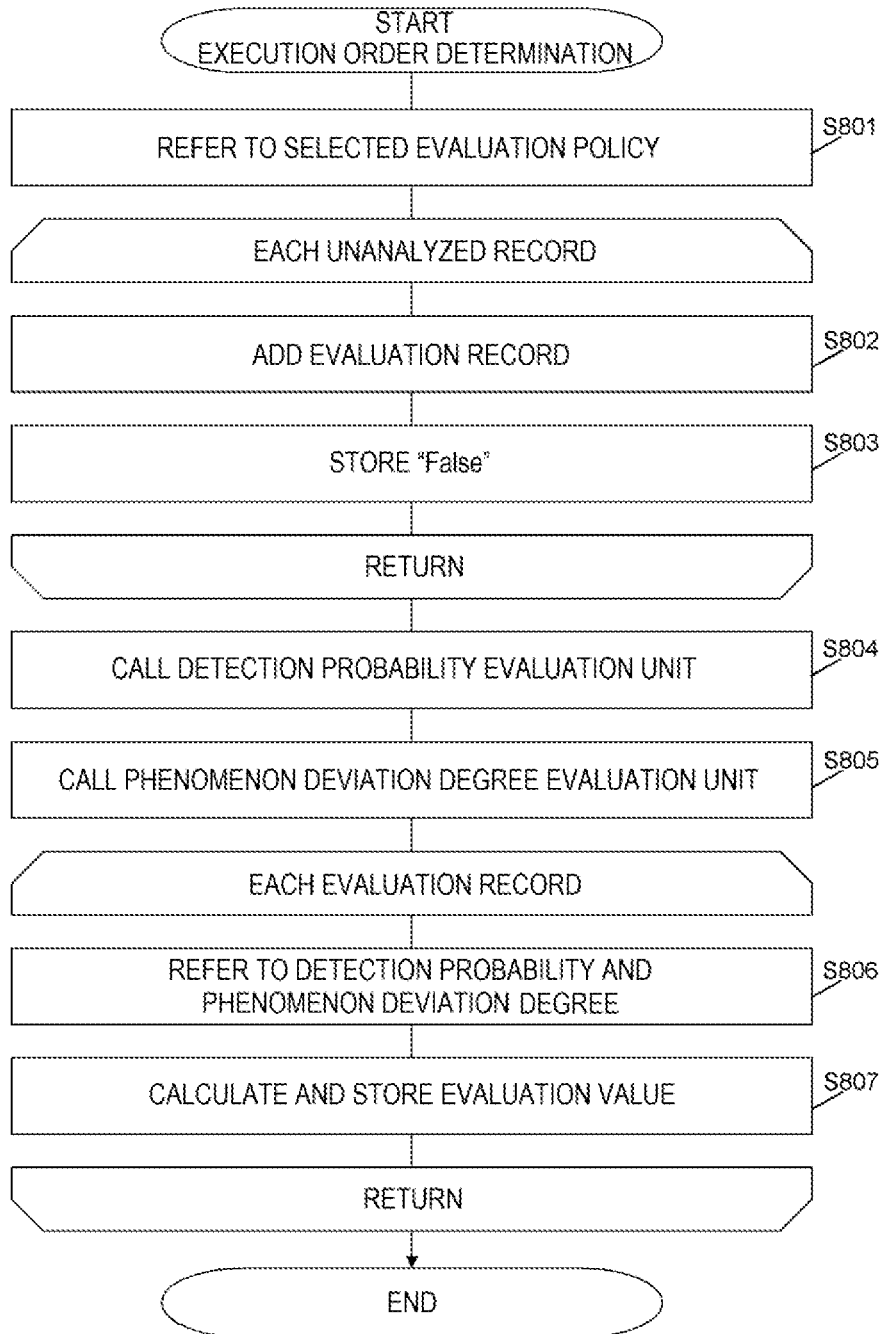 START
EXECUTION ORDER DETERMINATION
S801
REFER TO SELECTED EVALUATION POLICY
EACH UNANALYZED RECORD
S802
ADD EVALUATION RECORD
S803
STORE "False"
RETURN
S804
CALL DETECTION PROBABILITY EVALUATION UNIT
S805
CALL PHENOMENON DEVIATION DEGREE EVALUATION UNIT
EACH EVALUATION RECORD
S806
REFER TO DETECTION PROBABILITY AND
PHENOMENON DEVIATION DEGREE
S807
CALCULATE AND STORE EVALUATION VALUE
RETURN
END